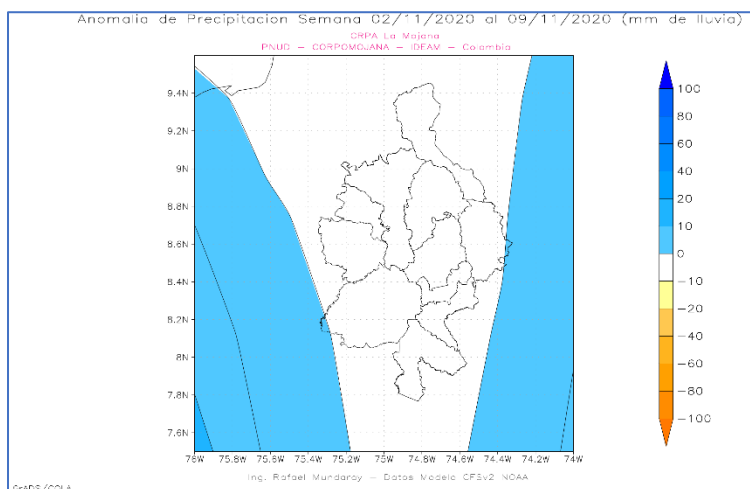 Anomalia de Precipitacion Semana 02/11/2020 al 09/11/2020 (mm de lluvia)
CRPA La Mojana
PNUD – CORPOMOJANA – IDEAM – Colombia
9.4N
9.2N
9N
8.8N
8.6N
8.4N
8.2N
8N
7.8N
7.6N
76W 75.8W 75.6W 75.4W 75.2W 75W 74.8W 74.6W 74.4W 74.2W 74W
100
80
60
40
20
10
0
−10
−20
−40
−60
−80
−100
Ing. Rafael Mundaray – Datos Modelo CFSv2 NOAA
GrADS/COLA